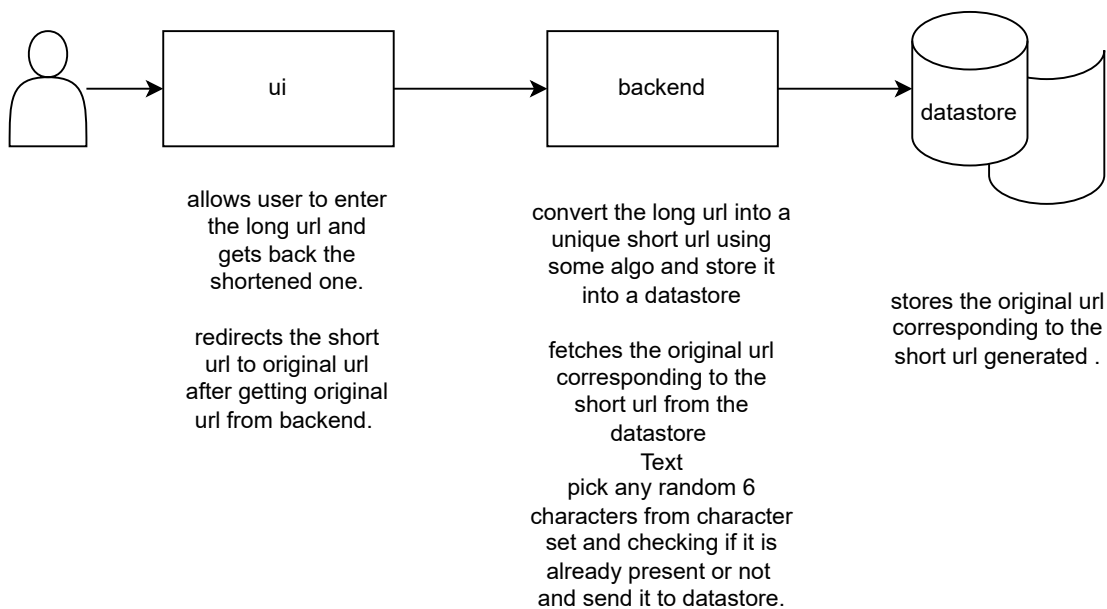 ui
backend
datastore
allows user to enter
the long url and
gets back the
shortened one.
redirects the short
url to original url
after getting original
url from backend.
convert the long url into a
unique short url using
some algo and store it
into a datastore
fetches the original url
corresponding to the
short url from the
datastore
Text
pick any random 6
characters from character
set and checking if it is
already present or not
and send it to datastore.
stores the original url
corresponding to the
short url generated .